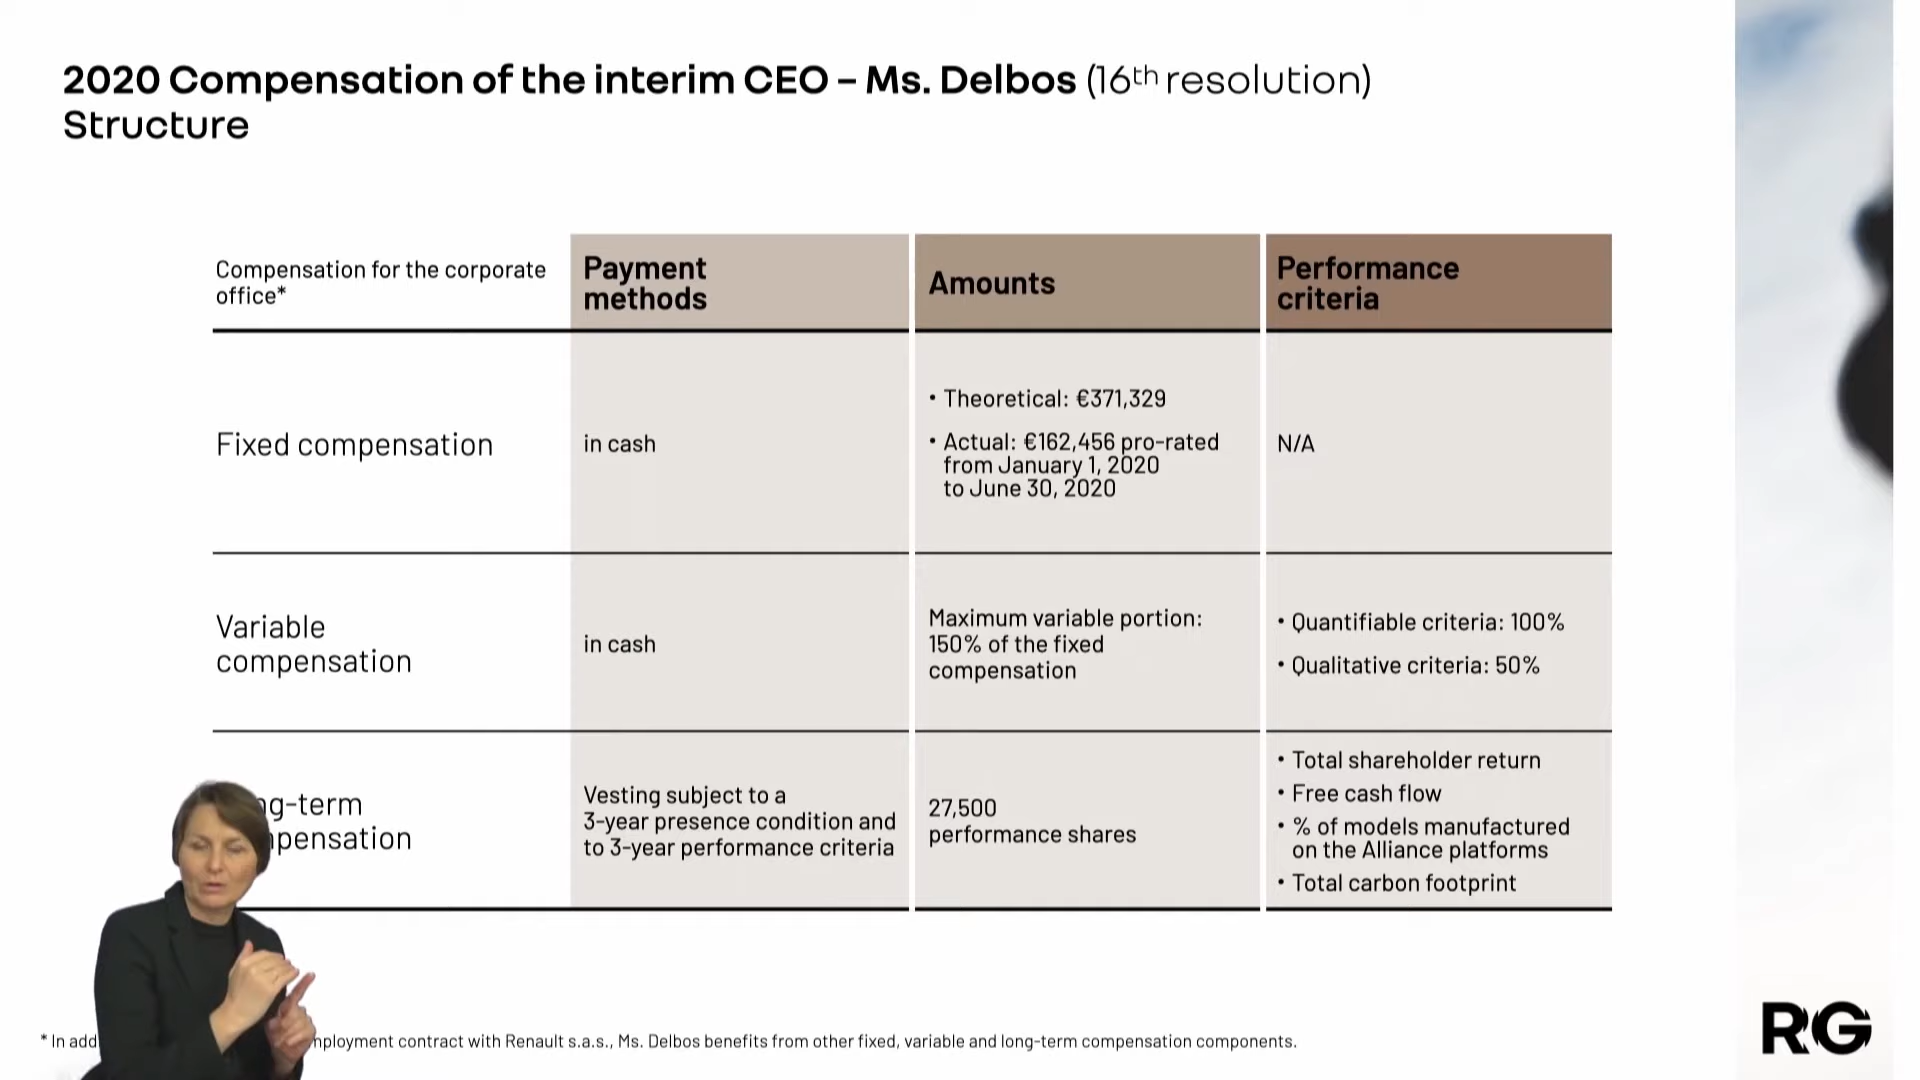 2020 Compensation of the interim CEO – Ms. Delbos (16th resolution)
Structure
Compensation for the corporate
office*
Payment
methods
Amounts
Performance
criteria
Fixed compensation
in cash
• Theoretical: €371,329
• Actual: €162,456 pro-rated
from January 1, 2020
to June 30, 2020
N/A
Variable
compensation
in cash
Maximum variable portion:
150% of the fixed
compensation
• Quantifiable criteria: 100%
• Qualitative criteria: 50%
Vesting subject to a
3-year presence condition and
to 3-year performance criteria
27,500
performance shares
• Total shareholder return
• Free cash flow
• % of models manufactured
on the Alliance platforms
• Total carbon footprint
* In contract with Renault s.a.s., Ms. Delbos benefits from other fixed, variable and long-term compensation components.
RG